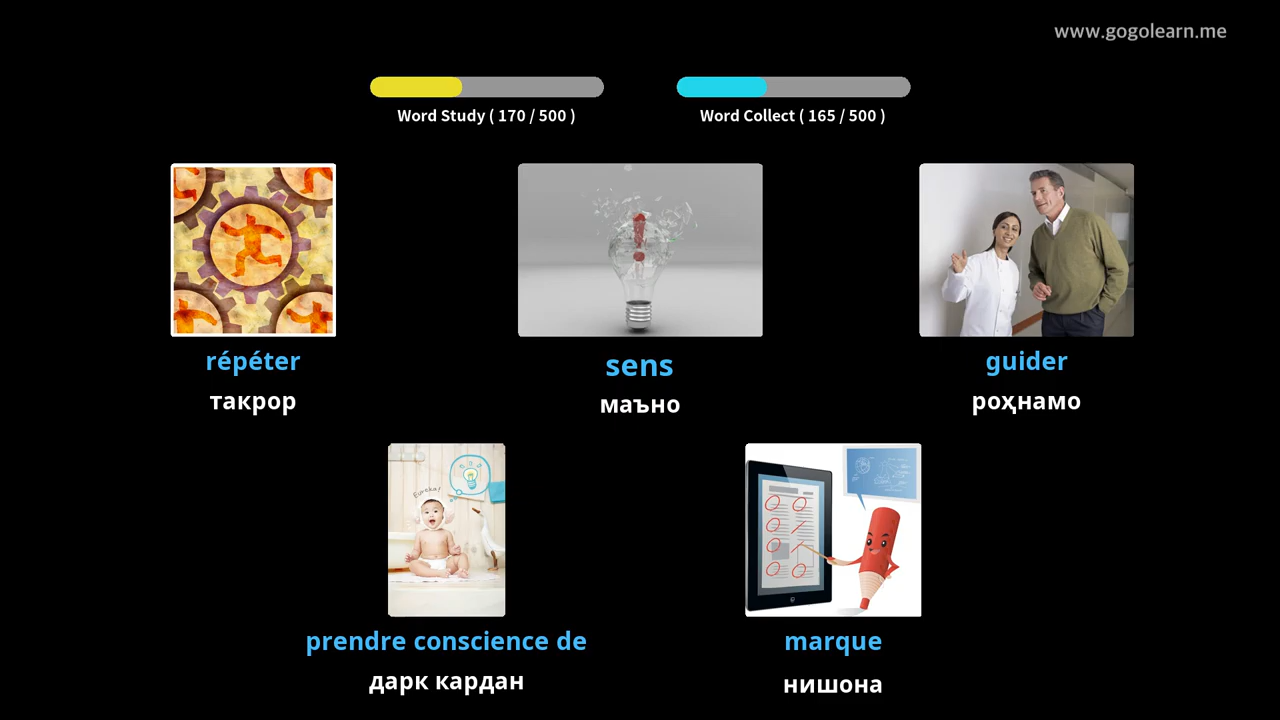 www.gogolearn.me
Word Study ( 170 / 500 )
Word Collect ( 165 / 500 )
répéter
sens
guider
такрор
маъно
роҳнамо
Eureka!
prendre conscience de
marque
дарк кардан
нишона